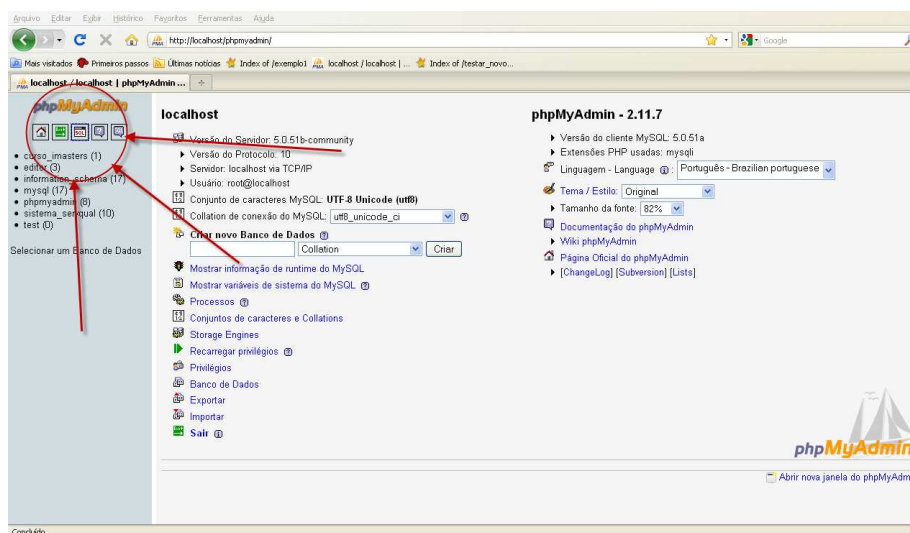 Arquivo Editar Exibir Histórico Favoritos Ferramentas Ajuda
http://localhost/phpmyadmin/
Google
Mais visitados Primeiros passos Últimas notícias Index of /exemplo1 localhost / localhost | ... Index of /testar_novo...
localhost / localhost | phpMyAdmin ...
phpMyAdmin
SQL
curso_imasters (1)
editor (3)
information_schema (17)
mysql (17)
phpmyadmin (8)
sistema_servqual (10)
test (0)
Selecionar um Banco de Dados
localhost
Versão do Servidor: 5.0.51b-community
Versão do Protocolo: 10
Servidor: localhost via TCP/IP
Usuário: root@localhost
Conjunto de caracteres MySQL: UTF-8 Unicode (utf8)
Collation de conexão do MySQL: utf8_unicode_ci
Criar novo Banco de Dados
Collation Criar
Mostrar informação de runtime do MySQL
Mostrar variáveis de sistema do MySQL
Processos
Conjuntos de caracteres e Collations
Storage Engines
Recarregar privilégios
Privilégios
Banco de Dados
Exportar
Importar
Sair
phpMyAdmin - 2.11.7
Versão do cliente MySQL: 5.0.51a
Extensões PHP usadas: mysqli
Linguagem - Language : Português - Brazilian portuguese
Tema / Estilo: Original
Tamanho da fonte: 82%
Documentação do phpMyAdmin
Wiki phpMyAdmin
Página Oficial do phpMyAdmin
[ChangeLog] [Subversion] [Lists]
phpMyAdmin
Abrir nova janela do phpMyAdm
Concluído